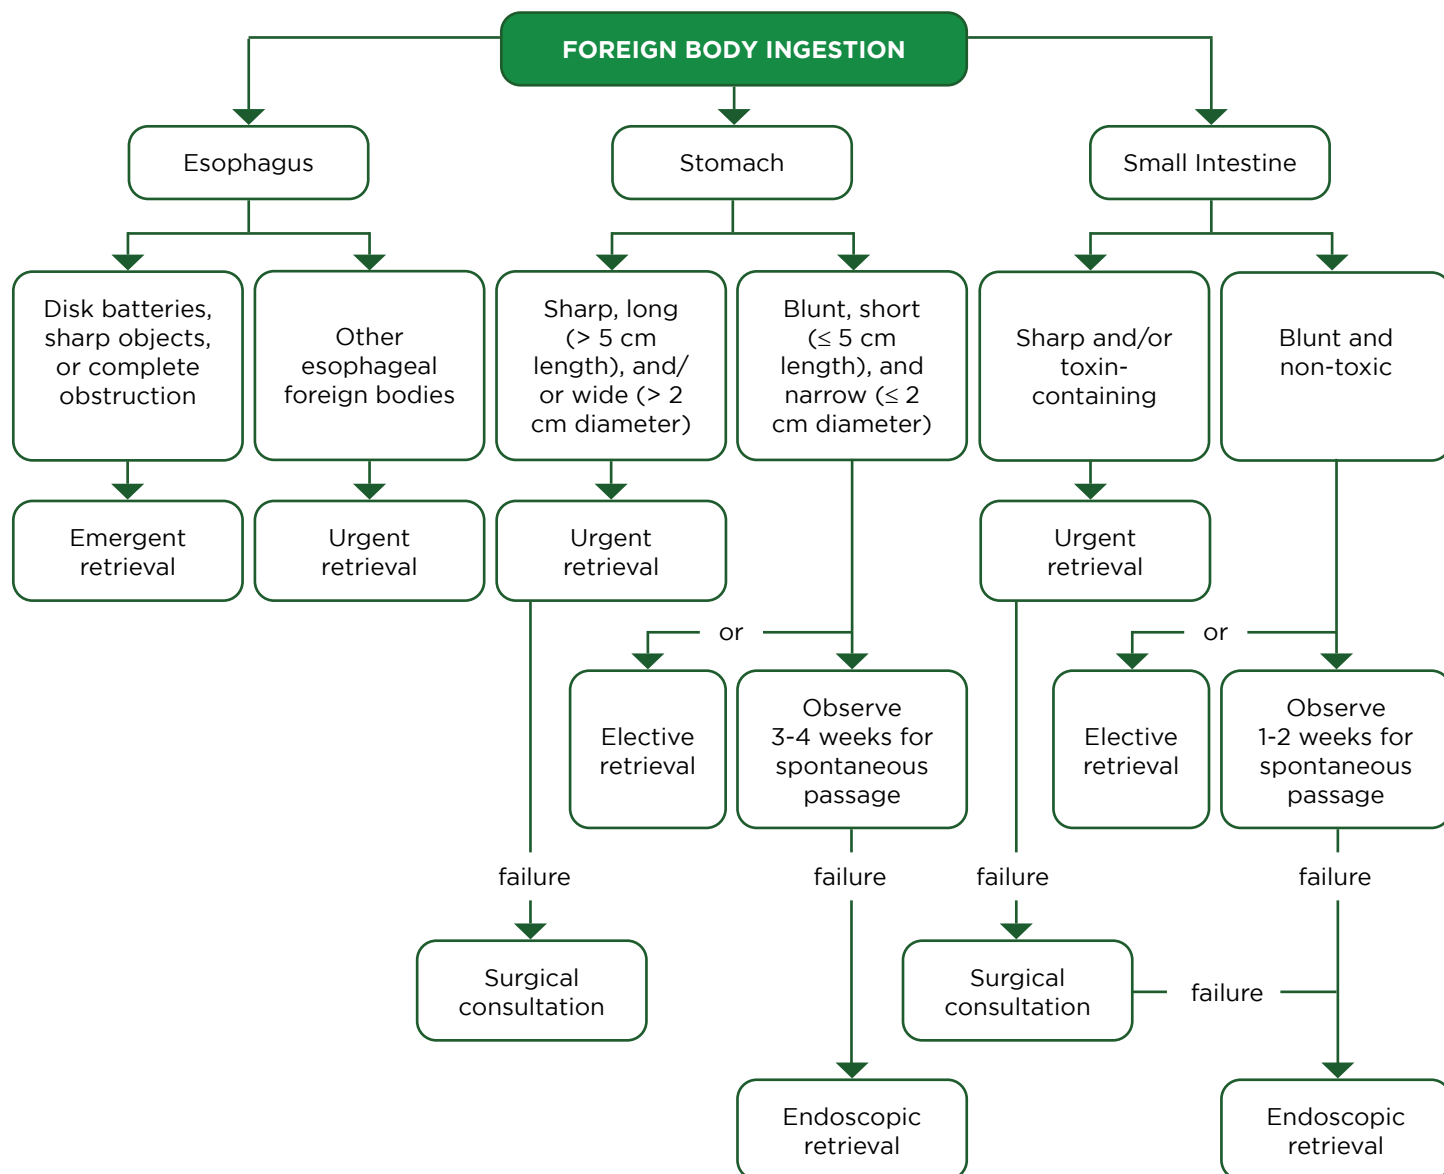 FOREIGN BODY INGESTION
Esophagus
Stomach
Small Intestine
Disk batteries,
sharp objects,
or complete
obstruction
Other
esophageal
foreign bodies
Sharp, long
(> 5 cm
length), and/
or wide (> 2
cm diameter)
Blunt, short
(≤ 5 cm
length), and
narrow (≤ 2
cm diameter)
Sharp and/or
toxin-
containing
Blunt and
non-toxic
Emergent
retrieval
Urgent
retrieval
Urgent
retrieval
Urgent
retrieval
or
or
Elective
retrieval
Observe
3-4 weeks for
spontaneous
passage
Elective
retrieval
Observe
1-2 weeks for
spontaneous
passage
failure
failure
failure
failure
Surgical
consultation
Surgical
consultation
failure
Endoscopic
retrieval
Endoscopic
retrieval